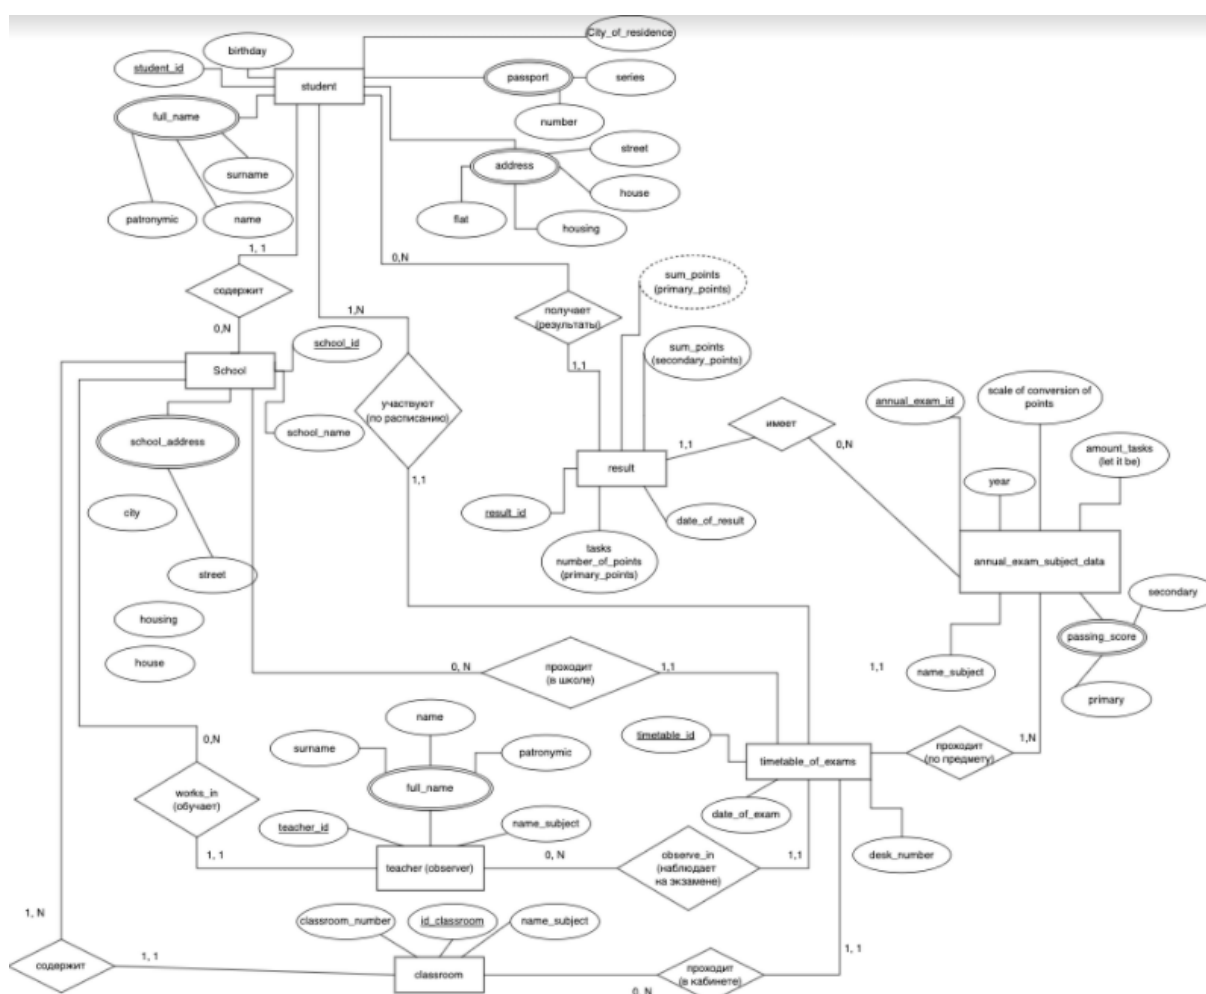 City_of_residence
birthday
student_id
student
passport
series
full_name
number
street
address
surname
house
patronymic
name
flat
housing
1, 1
0,N
содержит
sum_points
(primary_points)
получает
(результаты)
1,N
0,N
school_id
sum_points
(secondary_points)
School
1,1
scale of conversion of
points
annual_exam_id
участвуют
(по расписанию)
имеет
school_name
school_address
1,1
0,N
amount_tasks
(let it be)
result
1,1
year
city
result_id
date_of_result
tasks
number_of_points
(primary_points)
annual_exam_subject_data
street
secondary
housing
passing_score
house
0, N
проходит
(в школе)
1,1
1,1
name_subject
primary
name
surname
patronymic
timetable_id
0,N
проходит
(по предмету)
1,N
timetable_of_exams
full_name
works_in
(обучает)
date_of_exam
teacher_id
name_subject
1, 1
teacher (observer)
0, N
observe_in
(наблюдает
на экзамене)
1,1
desk_number
1, N
classroom_number
id_classroom
name_subject
1, 1
содержит
1, 1
classroom
проходит
(в кабинете)
0, N